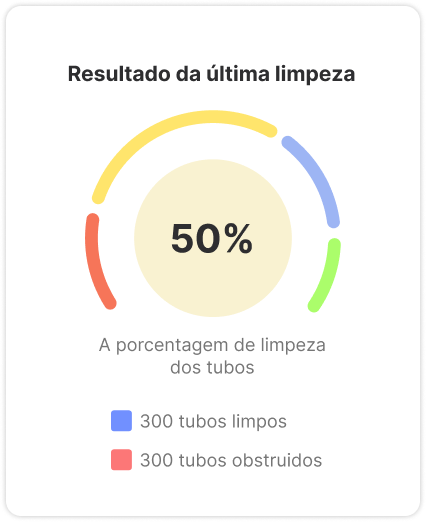 Resultado da última limpeza
50%
A porcentagem de limpeza
dos tubos
300 tubos limpos
300 tubos obstruidos